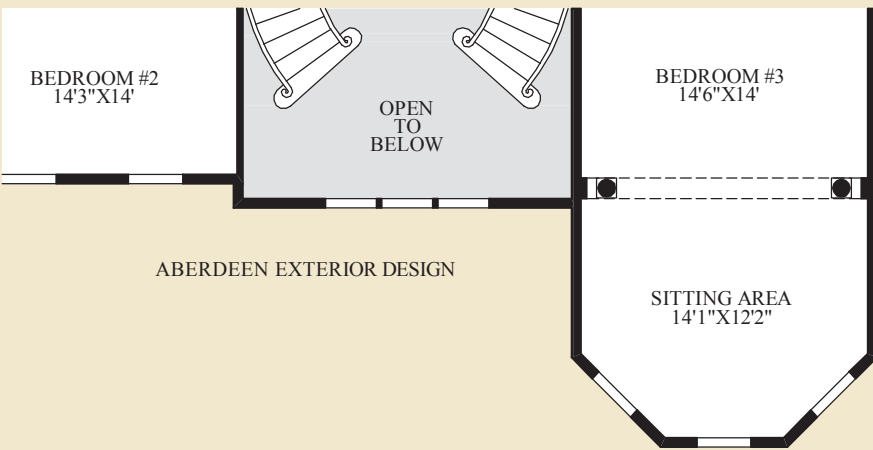 BEDROOM #2
14'3"X14'
OPEN
TO
BELOW
BEDROOM #3
14'6"X14'
ABERDEEN EXTERIOR DESIGN
SITTING AREA
14'1"X12'2"